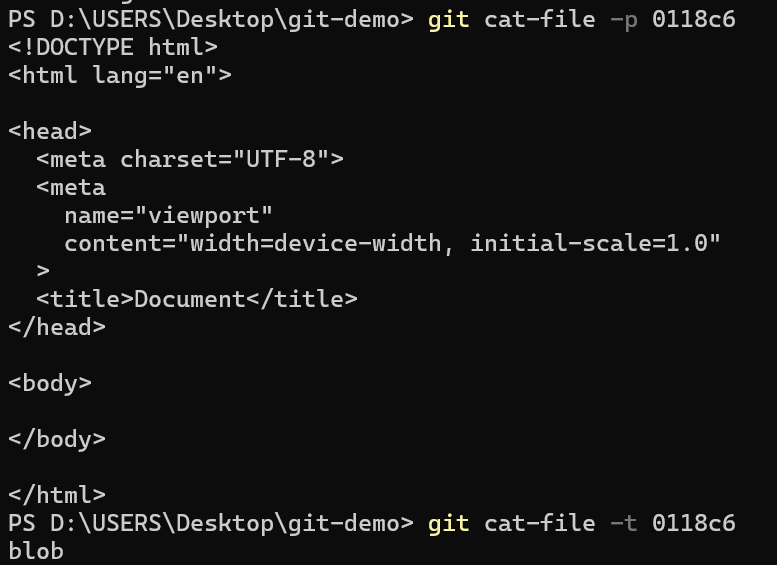 PS D:\USERS\Desktop\git-demo> git cat-file -p 0118c6
<!DOCTYPE html>
<html lang="en">

<head>
  <meta charset="UTF-8">
  <meta
    name="viewport"
    content="width=device-width, initial-scale=1.0"
  >
  <title>Document</title>
</head>

<body>

</body>

</html>
PS D:\USERS\Desktop\git-demo> git cat-file -t 0118c6
blob